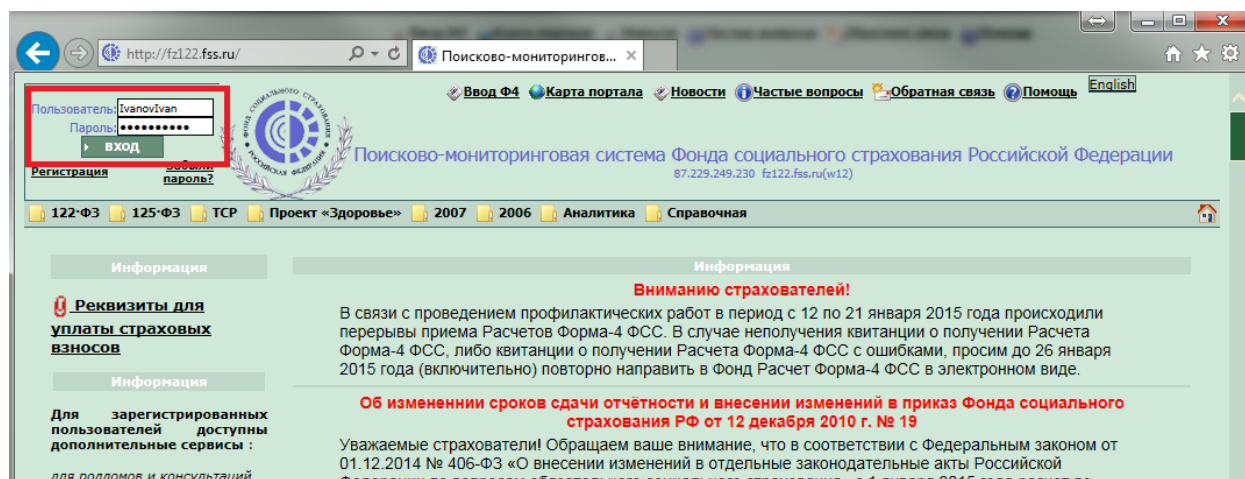 http://fz122.fss.ru/
Поисково-мониторингов...
Пользователь: IvanovIvan
Пароль: ••••••••••
вход
Регистрация
Забыли пароль?
Ввод Ф4 Карта портала Новости Частые вопросы Обратная связь Помощь English
Поисково-мониторинговая система Фонда социального страхования Российской Федерации
87.229.249.230 fz122.fss.ru(w12)
122-ФЗ 125-ФЗ ТСР Проект «Здоровье» 2007 2006 Аналитика Справочная
Информация
Реквизиты для
уплаты страховых
взносов
Информация
Для зарегистрированных
пользователей доступны
дополнительные сервисы :
для роддомов и консультаций
Информация
Вниманию страхователей!
В связи с проведением профилактических работ в период с 12 по 21 января 2015 года происходили
перерывы приема Расчетов Форма-4 ФСС. В случае неполучения квитанции о получении Расчета
Форма-4 ФСС, либо квитанции о получении Расчета Форма-4 ФСС с ошибками, просим до 26 января
2015 года (включительно) повторно направить в Фонд Расчет Форма-4 ФСС в электронном виде.
Об измененнии сроков сдачи отчётности и внесении изменений в приказ Фонда социального
страхования РФ от 12 декабря 2010 г. № 19
Уважаемые страхователи! Обращаем ваше внимание, что в соответствии с Федеральным законом от
01.12.2014 № 406-ФЗ «О внесении изменений в отдельные законодательные акты Российской